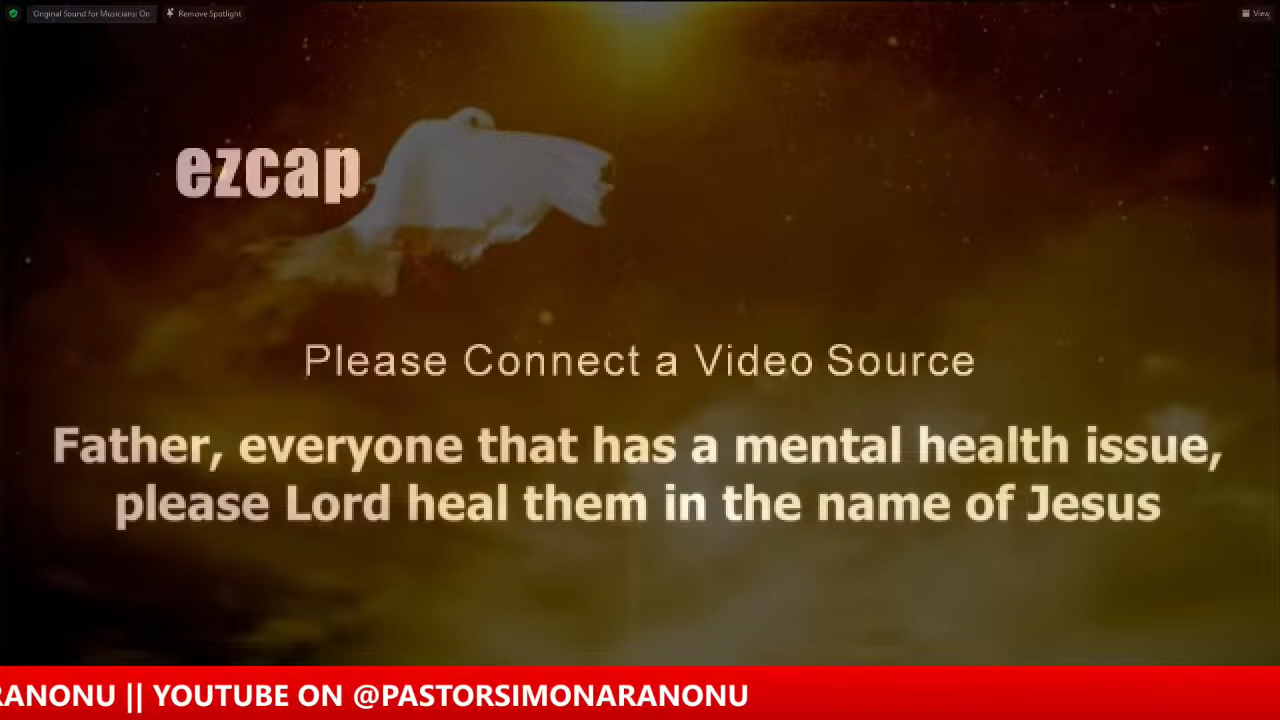 Original Sound for Musicians: On
Remove Spotlight
View
ezcap
Please Connect a Video Source
Father, everyone that has a mental health issue,
please Lord heal them in the name of Jesus
RANONU || YOUTUBE ON @PASTORSIMONARANONU